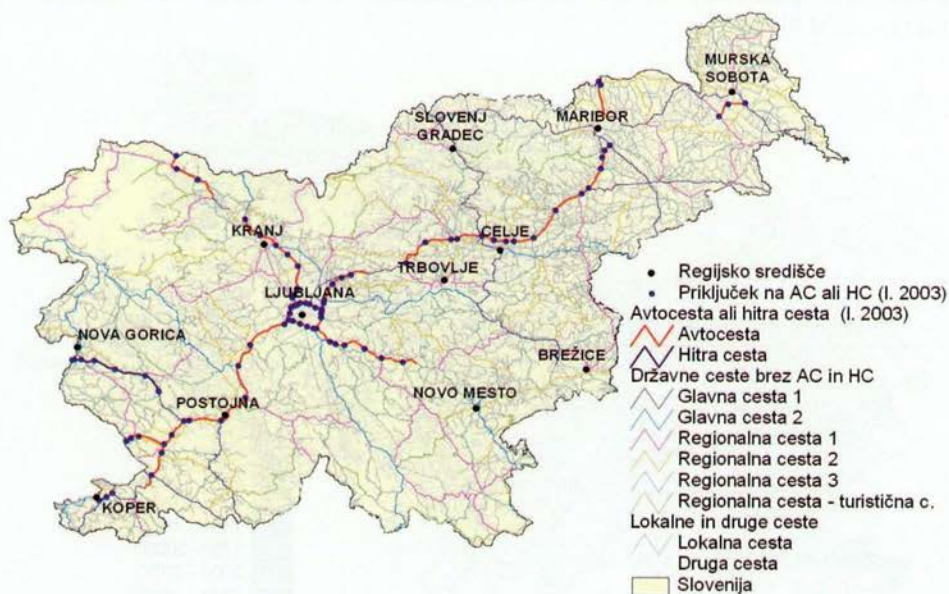 MURSKA
SOBOTA
SLOVENJ
GRADEC
MARIBOR
KRANJ
CELJE
TRBOVLJE
LJUBLJANA
NOVA GORICA
BREŽICE
NOVO MESTO
POSTOJNA
KOPER
Regijsko središče
Priključek na AC ali HC (l. 2003)
Avtocesta ali hitra cesta (l. 2003)
Avtocesta
Hitra cesta
Državne ceste brez AC in HC
Glavna cesta 1
Glavna cesta 2
Regionalna cesta 1
Regionalna cesta 2
Regionalna cesta 3
Regionalna cesta - turistična c.
Lokalne in druge ceste
Lokalna cesta
Druga cesta
Slovenija